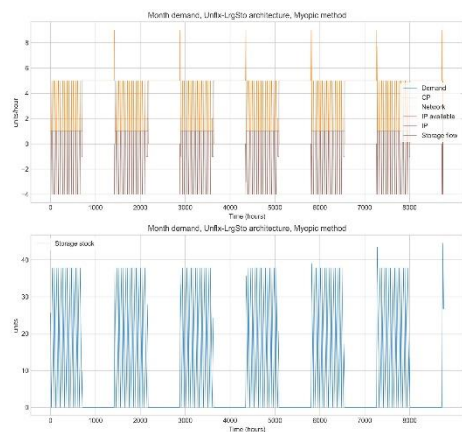 Month demand, Unflx-LrgSto architecture, Myopic method
8
6
4
2
0
−2
−4
units/hour
Demand
CP
Network
IP available
IP
Storage flow
0 1000 2000 3000 4000 5000 6000 7000 8000
Time (hours)
Month demand, Unflx-LrgSto architecture, Myopic method
Storage stock
40
30
20
10
0
units
0 1000 2000 3000 4000 5000 6000 7000 8000
Time (hours)